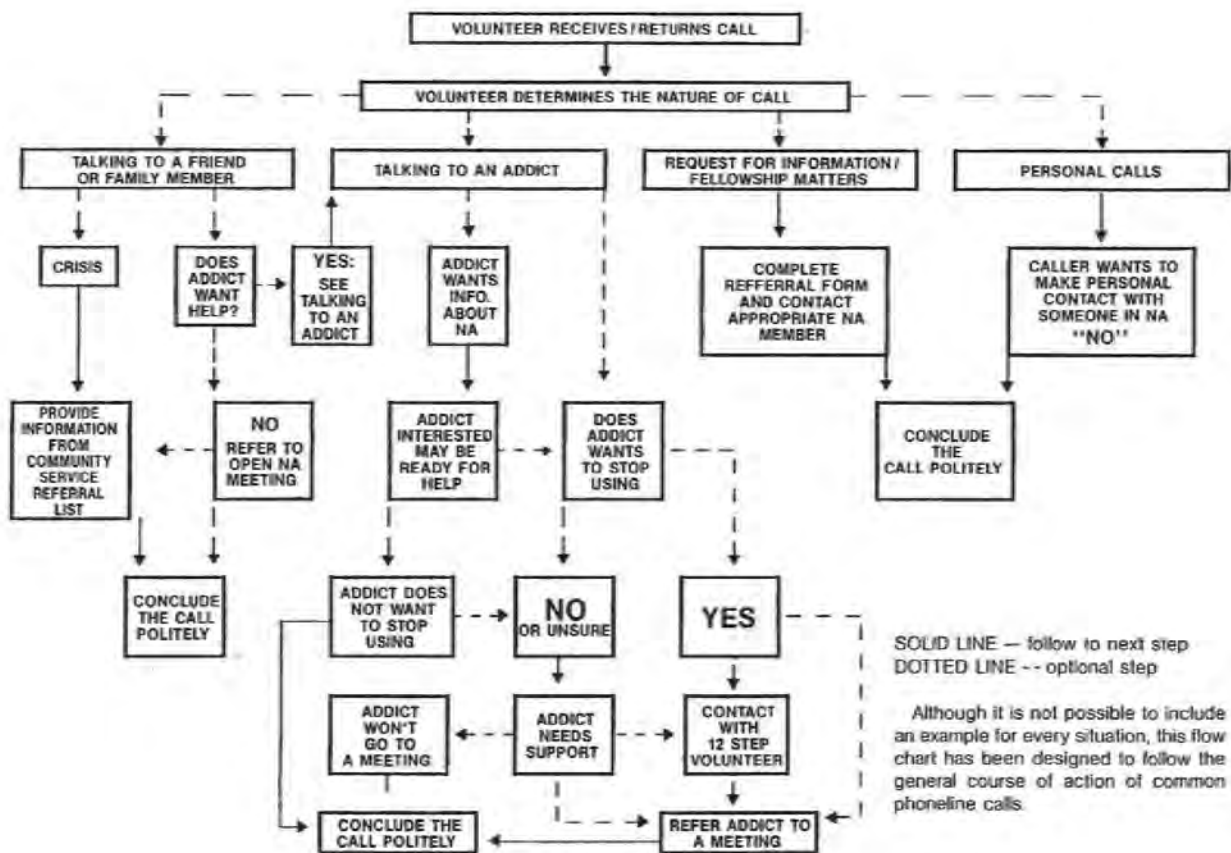 VOLUNTEER RECEIVES/RETURNS CALL
VOLUNTEER DETERMINES THE NATURE OF CALL
TALKING TO A FRIEND
OR FAMILY MEMBER
TALKING TO AN ADDICT
REQUEST FOR INFORMATION/
FELLOWSHIP MATTERS
PERSONAL CALLS
CRISIS
DOES
ADDICT
WANT
HELP?
YES:
SEE
TALKING
TO AN
ADDICT
ADDICT
WANTS
INFO.
ABOUT
NA
COMPLETE
REFFERRAL FORM
AND CONTACT
APPROPRIATE NA
MEMBER
CALLER WANTS TO
MAKE PERSONAL
CONTACT WITH
SOMEONE IN NA
"NO"
PROVIDE
INFORMATION
FROM
COMMUNITY
SERVICE
REFERRAL
LIST
NO
REFER TO
OPEN NA
MEETING
ADDICT
INTERESTED
MAY BE
READY FOR
HELP
DOES
ADDICT
WANTS
TO STOP
USING
CONCLUDE
THE
CALL POLITELY
CONCLUDE
THE CALL
POLITELY
ADDICT DOES
NOT WANT
TO STOP
USING
NO
OR UNSURE
YES
ADDICT
WON'T
GO TO
A MEETING
ADDICT
NEEDS
SUPPORT
CONTACT
WITH
12 STEP
VOLUNTEER
CONCLUDE THE
CALL POLITELY
REFER ADDICT TO
A MEETING
SOLID LINE — follow to next step
DOTTED LINE -- optional step
Although it is not possible to include
an example for every situation, this flow
chart has been designed to follow the
general course of action of common
phoneline calls.